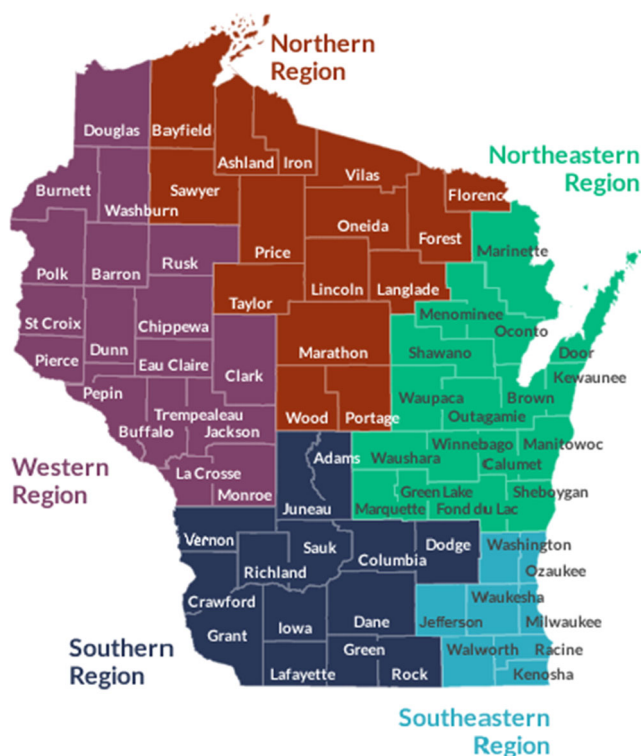 Northern
Region
Douglas
Bayfield
Ashland
Iron
Vilas
Northeastern
Region
Burnett
Washburn
Sawyer
Florence
Oneida
Forest
Price
Marinette
Polk
Barron
Rusk
Taylor
Lincoln
Langlade
Menominee
Oconto
St Croix
Chippewa
Dunn
Marathon
Shawano
Door
Pierce
Eau Claire
Clark
Kewaunee
Pepin
Waupaca
Brown
Trempealeau
Wood
Portage
Outagamie
Buffalo
Jackson
Western
Region
Adams
Waushara
Winnebago
Manitowoc
La Crosse
Calumet
Monroe
Juneau
Green Lake
Sheboygan
Marquette
Fond du Lac
Vernon
Sauk
Columbia
Dodge
Washington
Richland
Ozaukee
Crawford
Waukesha
Grant
Iowa
Dane
Jefferson
Milwaukee
Southern
Region
Green
Walworth
Racine
Lafayette
Rock
Kenosha
Southeastern
Region